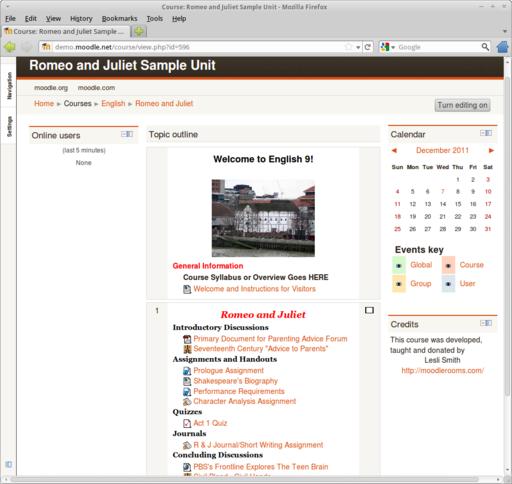 Course: Romeo and Juliet Sample Unit - Mozilla Firefox
File Edit View History Bookmarks Tools Help
Course: Romeo and Juliet Sample ...
demo.moodle.net/course/view.php?id=596
Google
Navigation
Settings
Romeo and Juliet Sample Unit
moodle.org moodle.com
Home ► Courses ► English ► Romeo and Juliet
Turn editing on
Online users
(last 5 minutes)
None
Topic outline
Welcome to English 9!
General Information
Course Syllabus or Overview Goes HERE
Welcome and Instructions for Visitors
1
Romeo and Juliet
Introductory Discussions
Primary Document for Parenting Advice Forum
Seventeenth Century "Advice to Parents"
Assignments and Handouts
Prologue Assignment
Shakespeare's Biography
Performance Requirements
Character Analysis Assignment
Quizzes
Act 1 Quiz
Journals
R & J Journal/Short Writing Assignment
Concluding Discussions
PBS's Frontline Explores The Teen Brain
Calendar
◄ December 2011 ►
Sun Mon Tue Wed Thu Fri Sat
1 2 3
4 5 6 7 8 9 10
11 12 13 14 15 16 17
18 19 20 21 22 23 24
25 26 27 28 29 30 31
Events key
Global Course
Group User
Credits
This course was developed,
taught and donated by
Lesli Smith
http://moodlerooms.com/